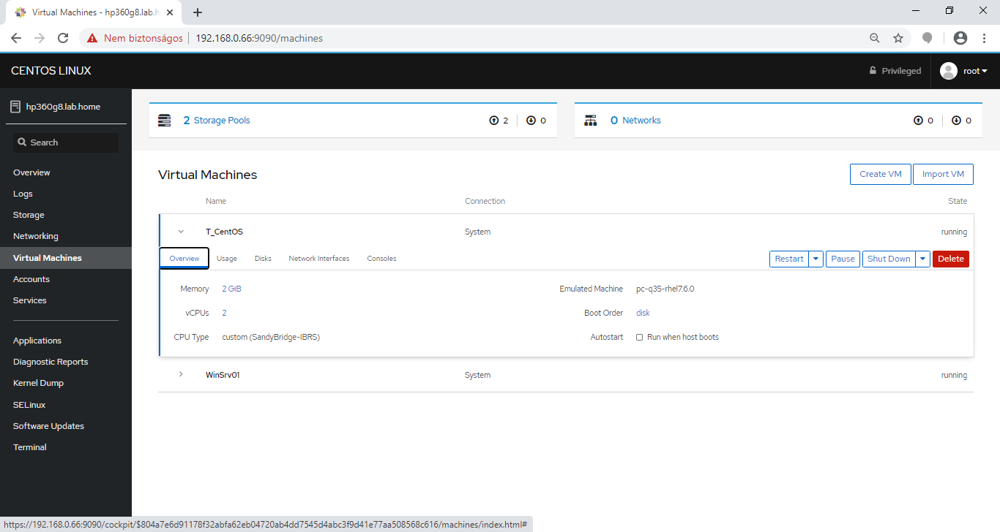 Virtual Machines - hp360g8.lab.h
Nem biztonságos 192.168.0.66:9090/machines
CENTOS LINUX Privileged root
hp360g8.lab.home
Search
Overview
Logs
Storage
Networking
Virtual Machines
Accounts
Services
Applications
Diagnostic Reports
Kernel Dump
SELinux
Software Updates
Terminal
2 Storage Pools 2 0
0 Networks 0 0
Virtual Machines Create VM Import VM
Name Connection State
T_CentOS System running
Overview Usage Disks Network Interfaces Consoles Restart Pause Shut Down Delete
Memory 2 GiB Emulated Machine pc-q35-rhel7.6.0
vCPUs 2 Boot Order disk
CPU Type custom (SandyBridge-IBRS) Autostart Run when host boots
WinSrv01 System running
https://192.168.0.66:9090/cockpit/$804a7e6d91178f32abfa62eb04720ab4dd7545d4abc3f9d41e77aa508568c616/machines/index.html#